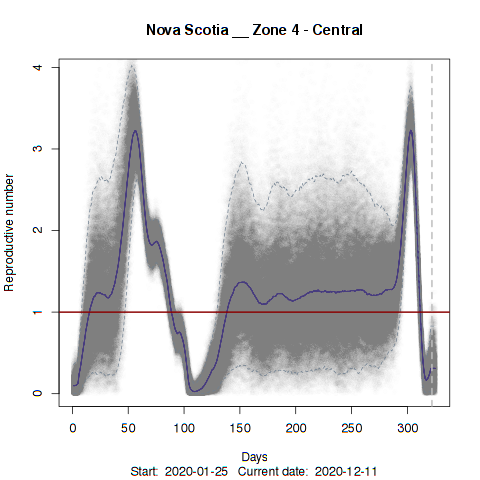 Nova Scotia __ Zone 4 - Central
Reproductive number
4
3
2
1
0
0 50 100 150 200 250 300
Days
Start: 2020-01-25 Current date: 2020-12-11